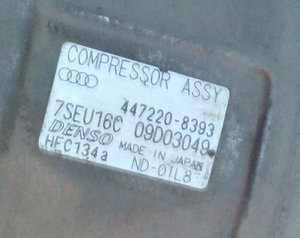 COMPRESSOR ASSY
447220-8393
7SEU16C 09D03049
DENSO MADE IN JAPAN
HFC134a ND-OIL8